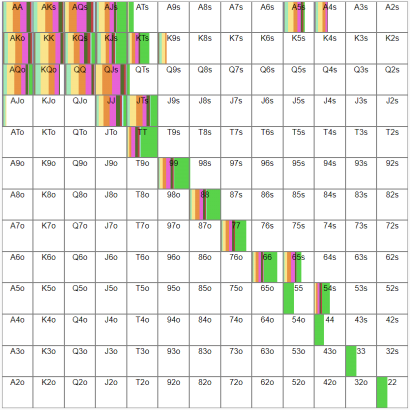 AA AKs AQs AJs ATs A9s A8s A7s A6s A5s A4s A3s A2s
AKo KK KQs KJs KTs K9s K8s K7s K6s K5s K4s K3s K2s
AQo KQo QQ QJs QTs Q9s Q8s Q7s Q6s Q5s Q4s Q3s Q2s
AJo KJo QJo JJ JTs J9s J8s J7s J6s J5s J4s J3s J2s
ATo KTo QTo JTo TT T9s T8s T7s T6s T5s T4s T3s T2s
A9o K9o Q9o J9o T9o 99 98s 97s 96s 95s 94s 93s 92s
A8o K8o Q8o J8o T8o 98o 88 87s 86s 85s 84s 83s 82s
A7o K7o Q7o J7o T7o 97o 87o 77 76s 75s 74s 73s 72s
A6o K6o Q6o J6o T6o 96o 86o 76o 66 65s 64s 63s 62s
A5o K5o Q5o J5o T5o 95o 85o 75o 65o 55 54s 53s 52s
A4o K4o Q4o J4o T4o 94o 84o 74o 64o 54o 44 43s 42s
A3o K3o Q3o J3o T3o 93o 83o 73o 63o 53o 43o 33 32s
A2o K2o Q2o J2o T2o 92o 82o 72o 62o 52o 42o 32o 22